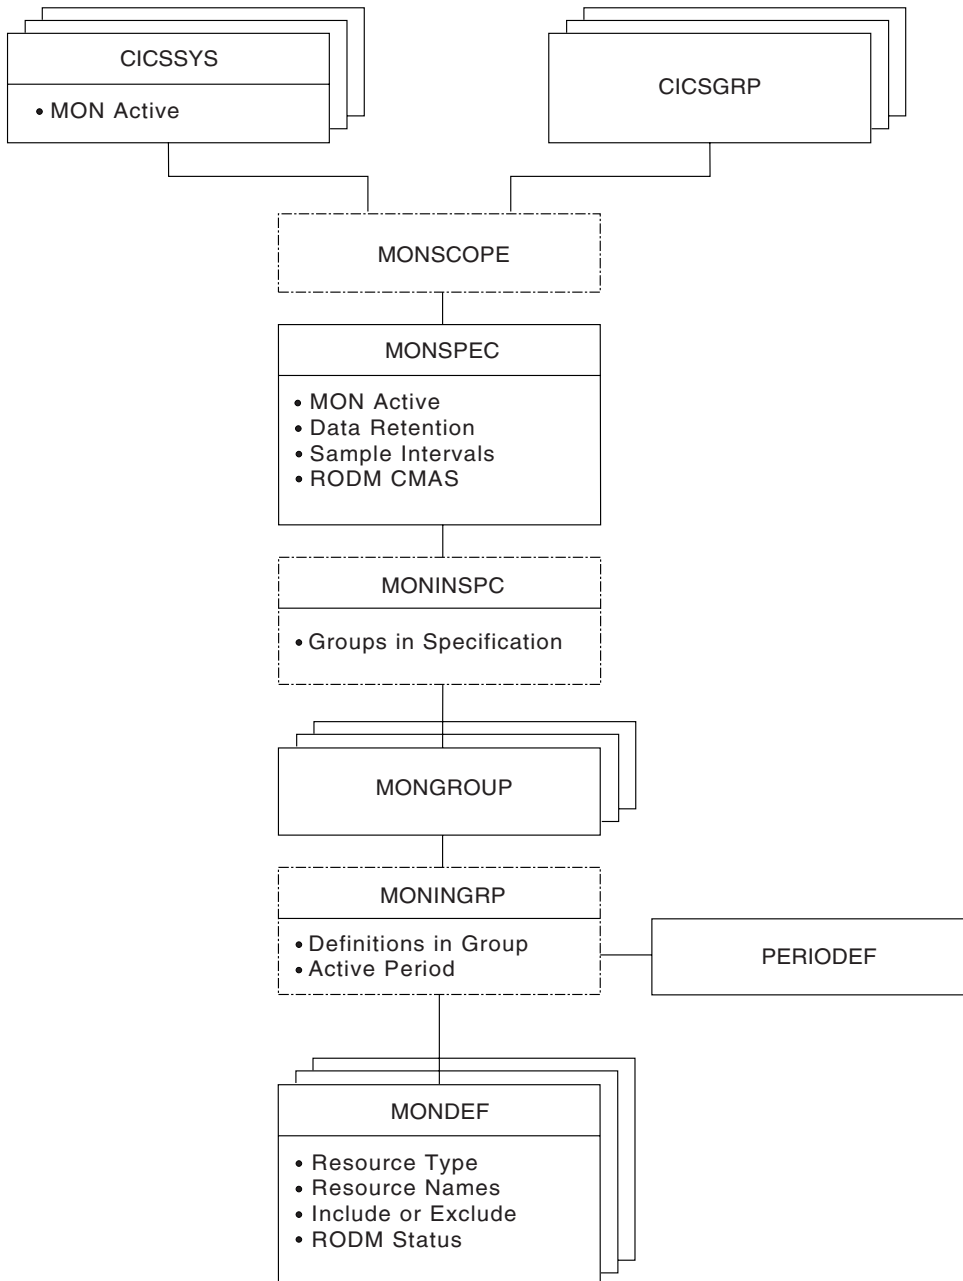 CICSSYS
• MON Active
CICSGRP
MONSCOPE
MONSPEC
• MON Active
• Data Retention
• Sample Intervals
• RODM CMAS
MONINSPC
• Groups in Specification
MONGROUP
MONINGRP
• Definitions in Group
• Active Period
PERIODEF
MONDEF
• Resource Type
• Resource Names
• Include or Exclude
• RODM Status